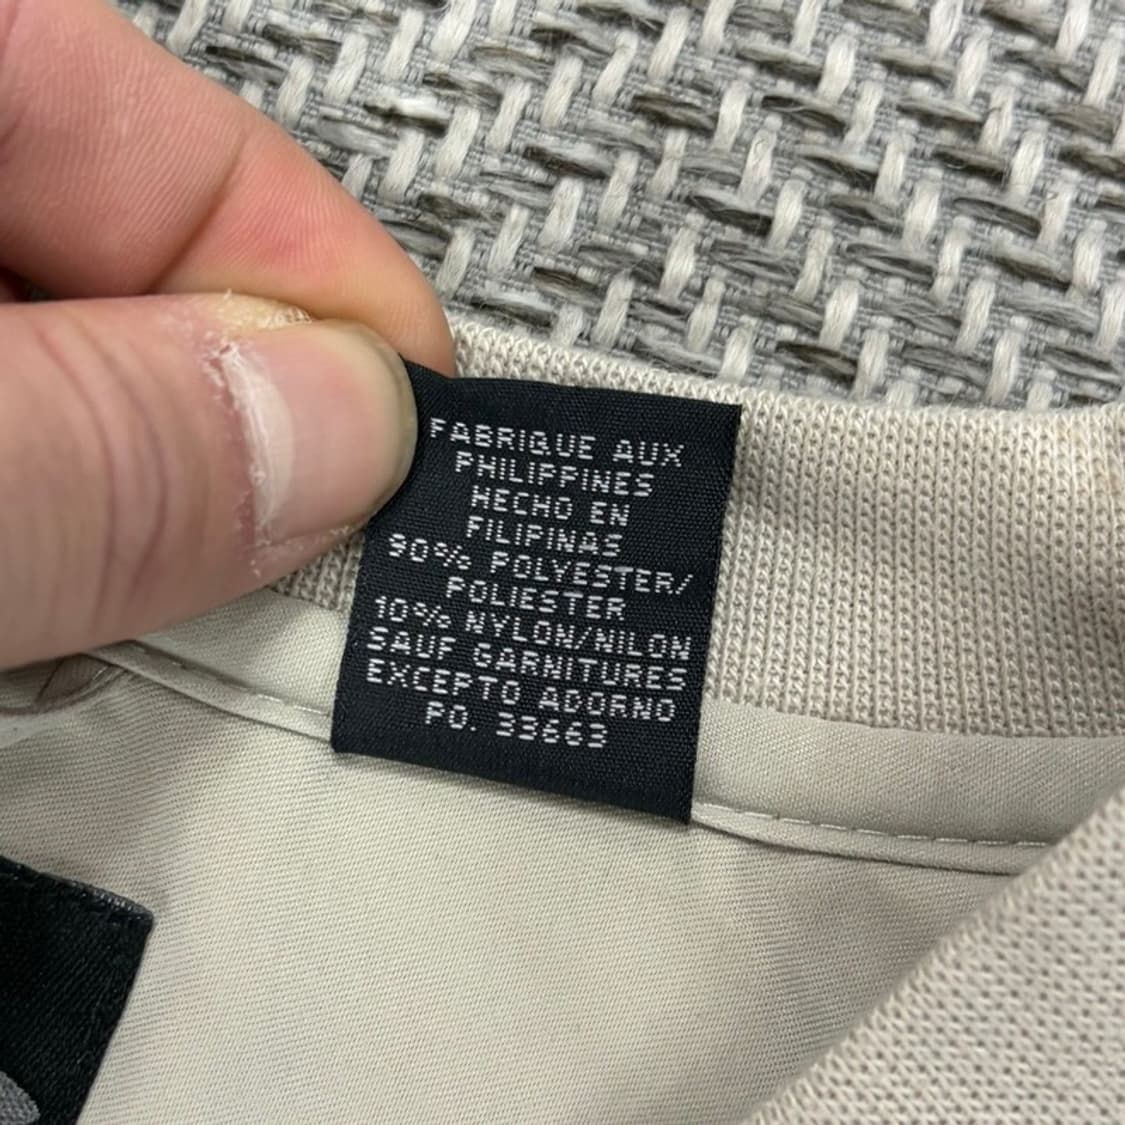 FABRIQUE AUX
PHILIPPINES
HECHO EN
FILIPINAS
90% POLYESTER/
POLIESTER
10% NYLON/NILON
SAUF GARNITURES
EXCEPTO ADORNO
PO. 33663